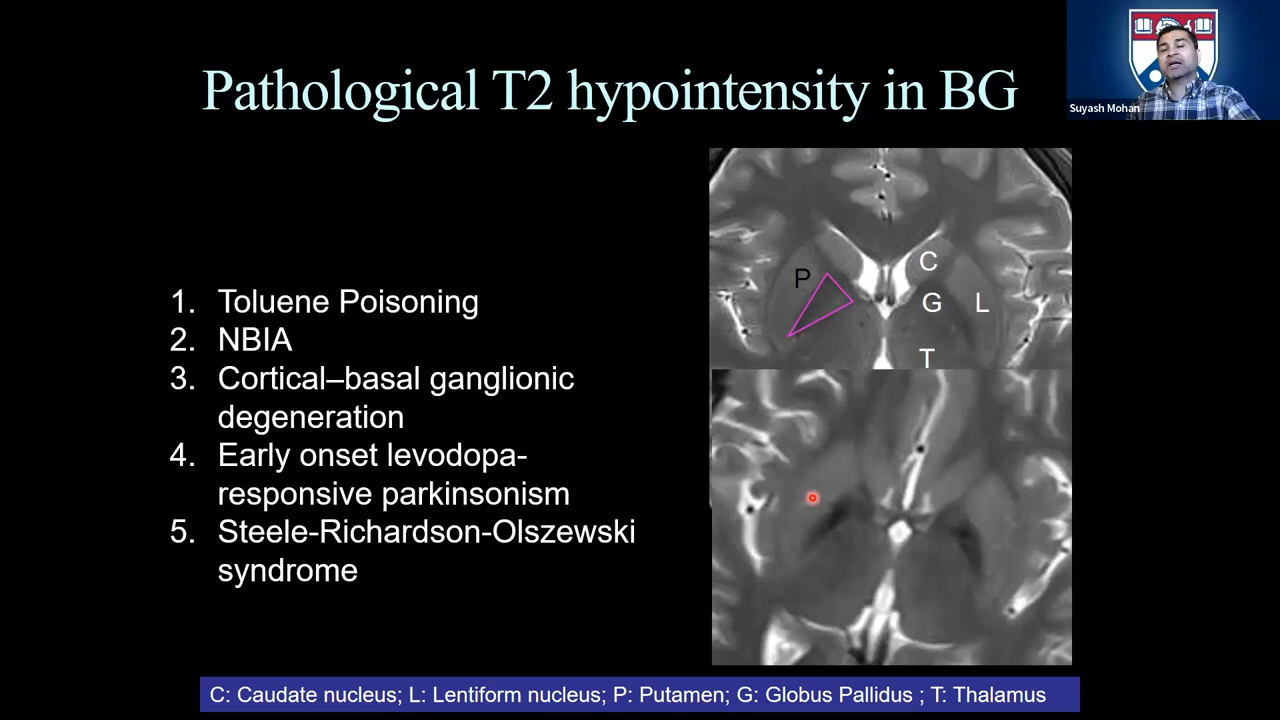 Pathological T2 hypointensity in BG
Suyash Mohan
1. Toluene Poisoning
2. NBIA
3. Cortical–basal ganglionic
degeneration
4. Early onset levodopa-
responsive parkinsonism
5. Steele-Richardson-Olszewski
syndrome
P
C
G
L
T
C: Caudate nucleus; L: Lentiform nucleus; P: Putamen; G: Globus Pallidus ; T: Thalamus